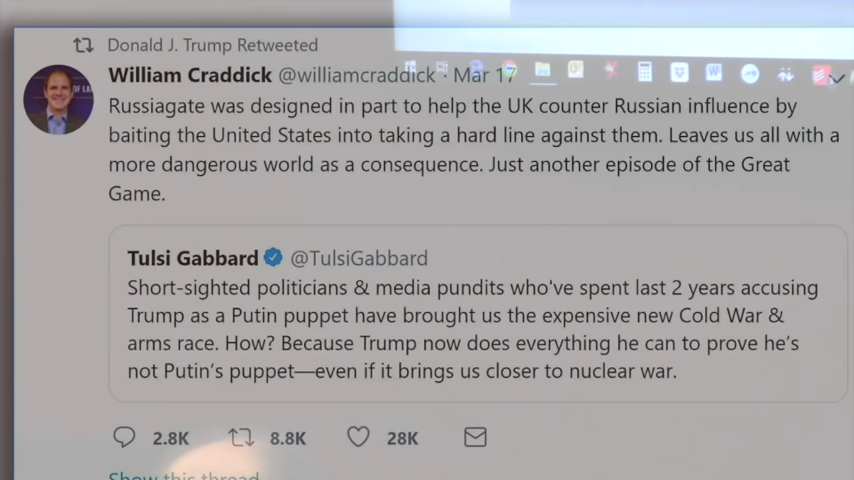 Donald J. Trump Retweeted
William Craddick @williamcraddick · Mar 17
Russiagate was designed in part to help the UK counter Russian influence by
baiting the United States into taking a hard line against them. Leaves us all with a
more dangerous world as a consequence. Just another episode of the Great
Game.
Tulsi Gabbard @TulsiGabbard
Short-sighted politicians & media pundits who've spent last 2 years accusing
Trump as a Putin puppet have brought us the expensive new Cold War &
arms race. How? Because Trump now does everything he can to prove he's
not Putin's puppet—even if it brings us closer to nuclear war.
2.8K 8.8K 28K
Show this thread